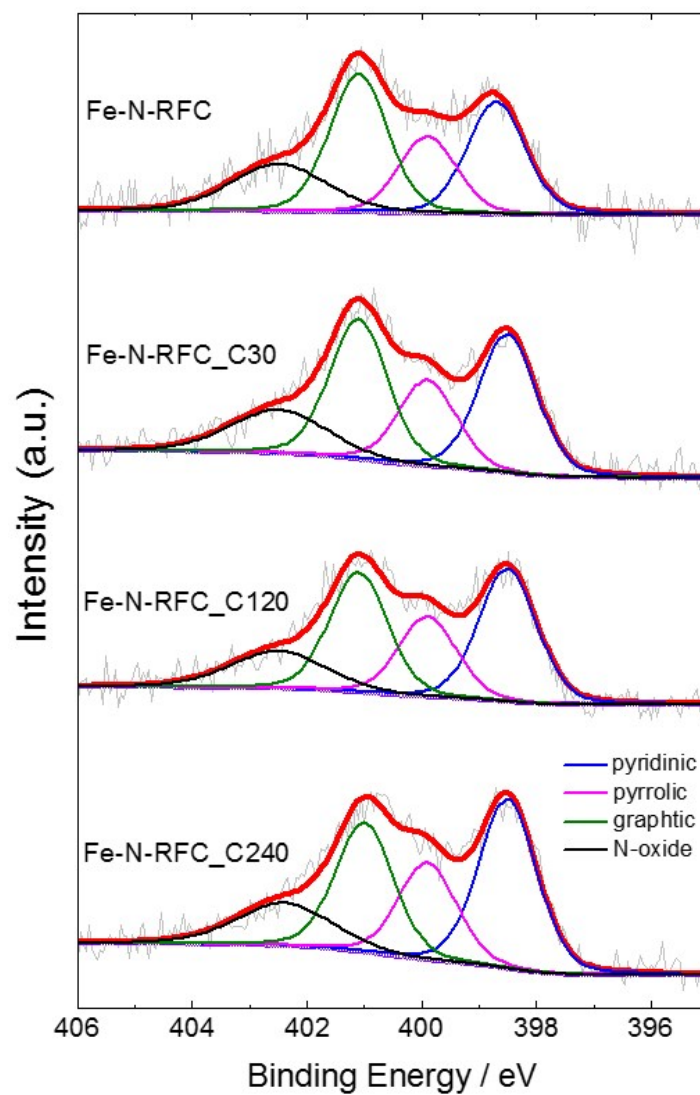 Fe-N-RFC
Fe-N-RFC_C30
Fe-N-RFC_C120
pyridinic
pyrrolic
graphtic
N-oxide
Fe-N-RFC_C240
Intensity (a.u.)
406 404 402 400 398 396
Binding Energy / eV